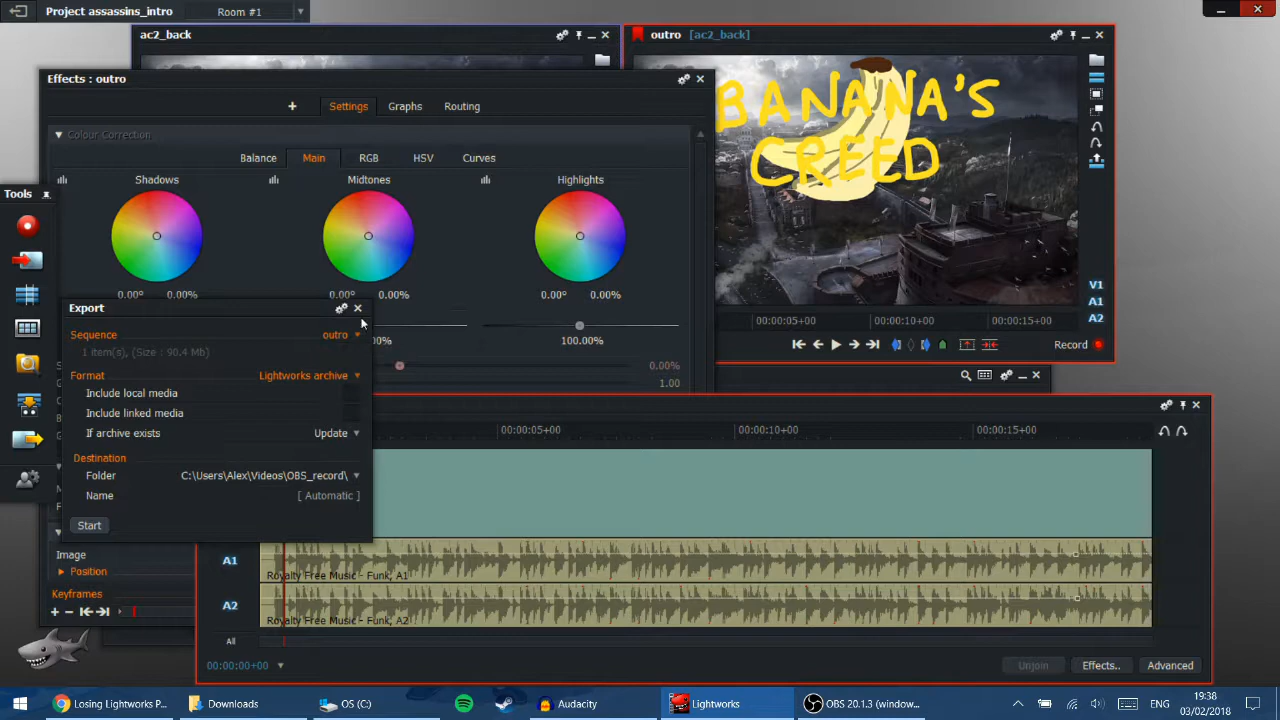 Project assassins_intro
Room #1
ac2_back
outro [ac2_back]
BANANA'S
CREED
Effects : outro
+ Settings Graphs Routing
Colour Correction
Balance Main RGB HSV Curves
Shadows Midtones Highlights
0.00° 0.00% 0.00° 0.00% 0.00° 0.00%
100.00%
0.00%
1.00
Tools
Export
Sequence outro
1 item(s), (Size : 90.4 Mb)
Format Lightworks archive
Include local media
Include linked media
If archive exists Update
Destination
Folder C:\Users\Alex\Videos\OBS_record\
Name [ Automatic ]
Start
Image
Position
Keyframes
V1
A1
A2
00:00:05+00 00:00:10+00 00:00:15+00
Record
00:00:05+00 00:00:10+00 00:00:15+00
A1
Royalty Free Music - Funk, A1
A2
Royalty Free Music - Funk, A2
All
00:00:00+00
Unjoin Effects.. Advanced
Losing Lightworks P...
Downloads
OS (C:)
Audacity
Lightworks
OBS 20.1.3 (window...
ENG
19:38
03/02/2018